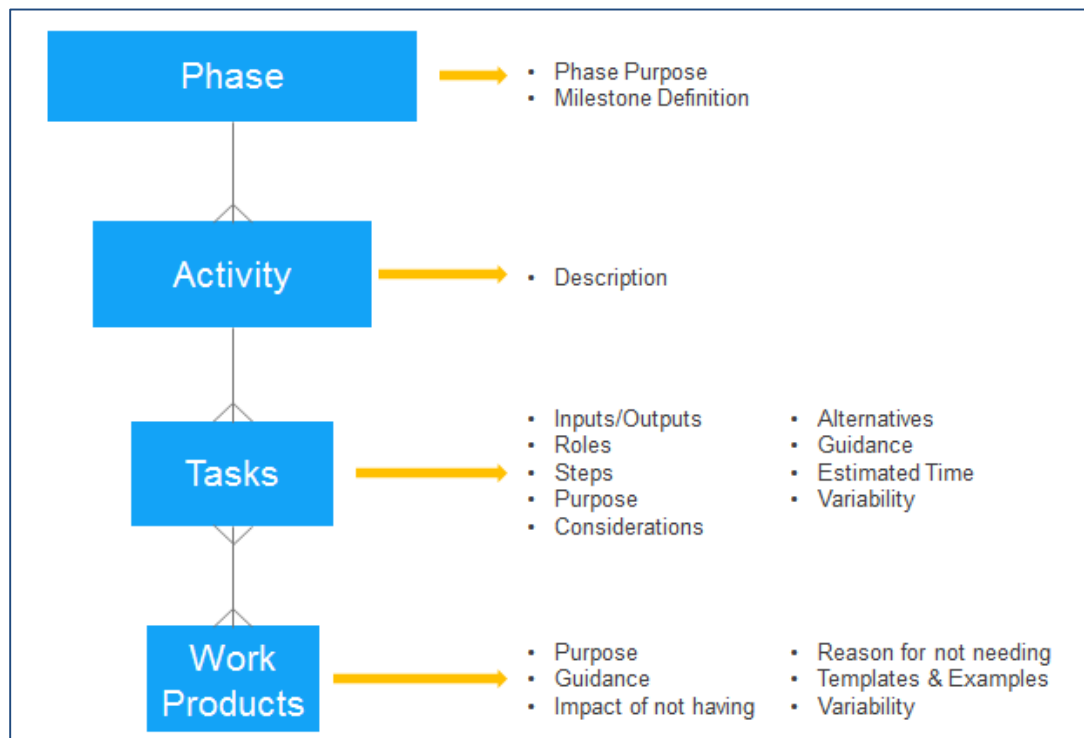 Phase
• Phase Purpose
• Milestone Definition
Activity
• Description
Tasks
• Inputs/Outputs
• Roles
• Steps
• Purpose
• Considerations
• Alternatives
• Guidance
• Estimated Time
• Variability
Work
Products
• Purpose
• Guidance
• Impact of not having
• Reason for not needing
• Templates & Examples
• Variability